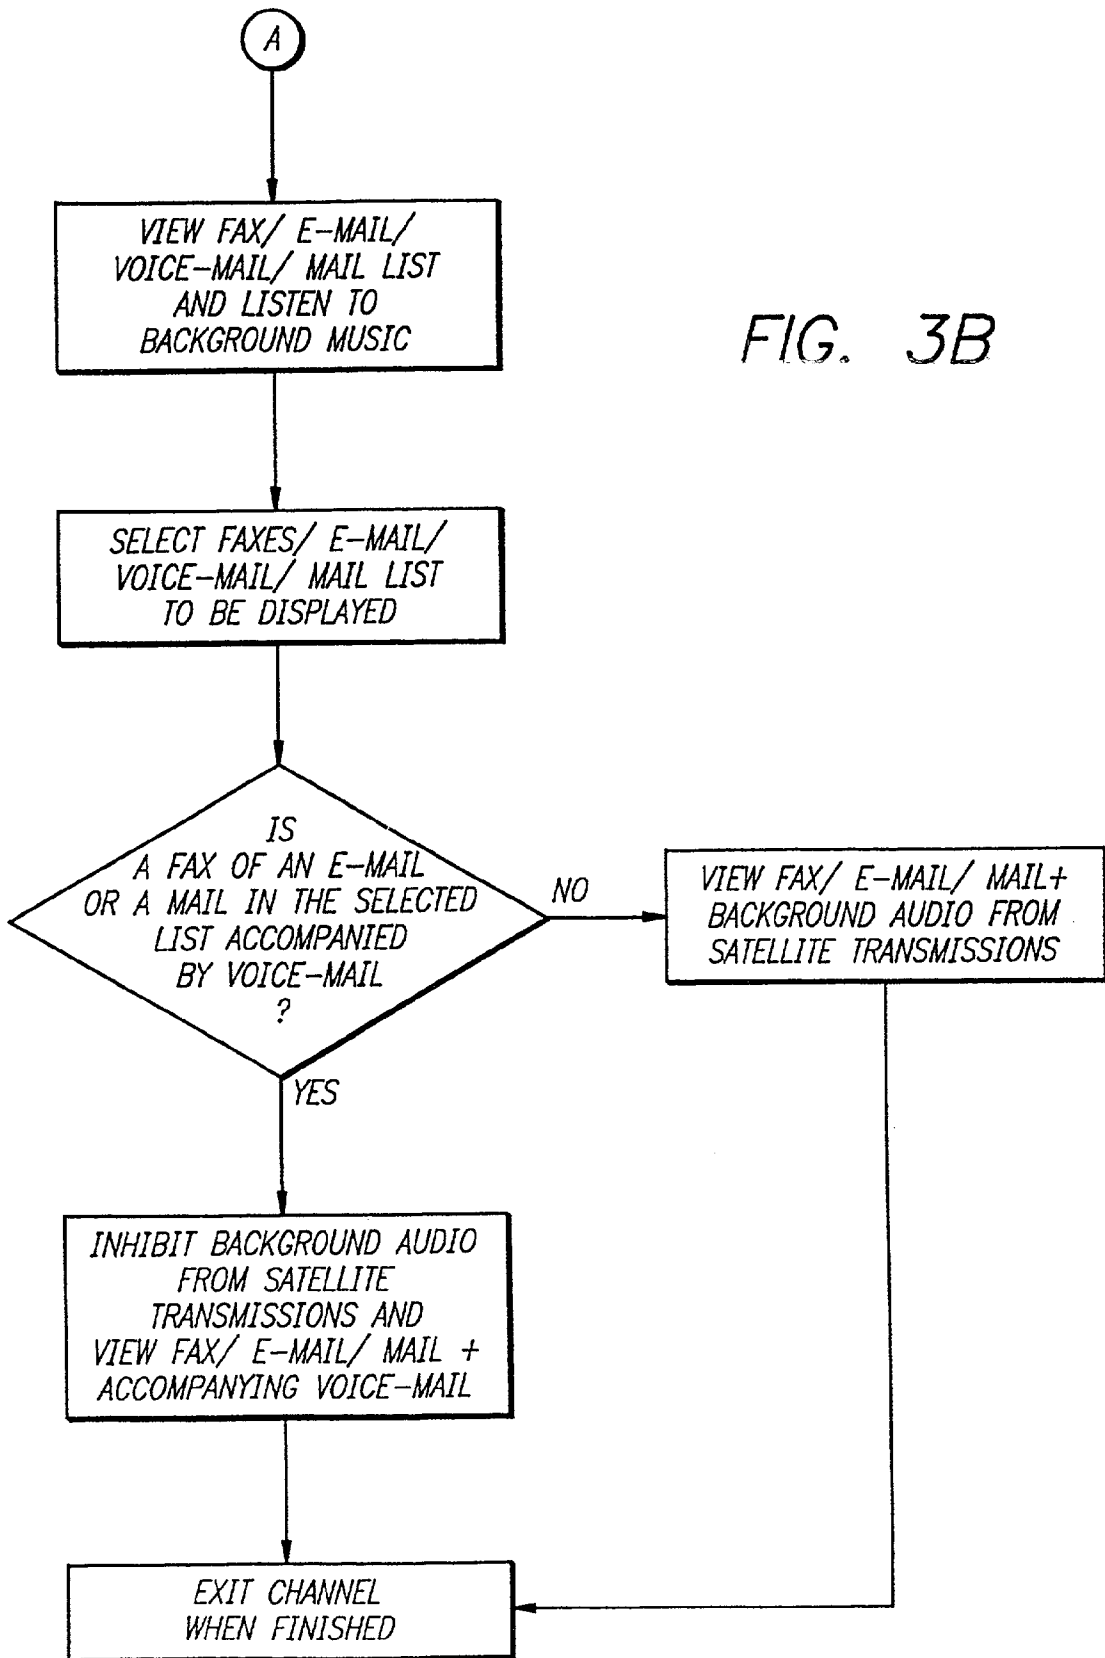 A
VIEW FAX/ E-MAIL/
VOICE-MAIL/ MAIL LIST
AND LISTEN TO
BACKGROUND MUSIC
FIG. 3B
SELECT FAXES/ E-MAIL/
VOICE-MAIL/ MAIL LIST
TO BE DISPLAYED
IS
A FAX OF AN E-MAIL
OR A MAIL IN THE SELECTED
LIST ACCOMPANIED
BY VOICE-MAIL
?
NO
VIEW FAX/ E-MAIL/ MAIL+
BACKGROUND AUDIO FROM
SATELLITE TRANSMISSIONS
YES
INHIBIT BACKGROUND AUDIO
FROM SATELLITE
TRANSMISSIONS AND
VIEW FAX/ E-MAIL/ MAIL +
ACCOMPANYING VOICE-MAIL
EXIT CHANNEL
WHEN FINISHED